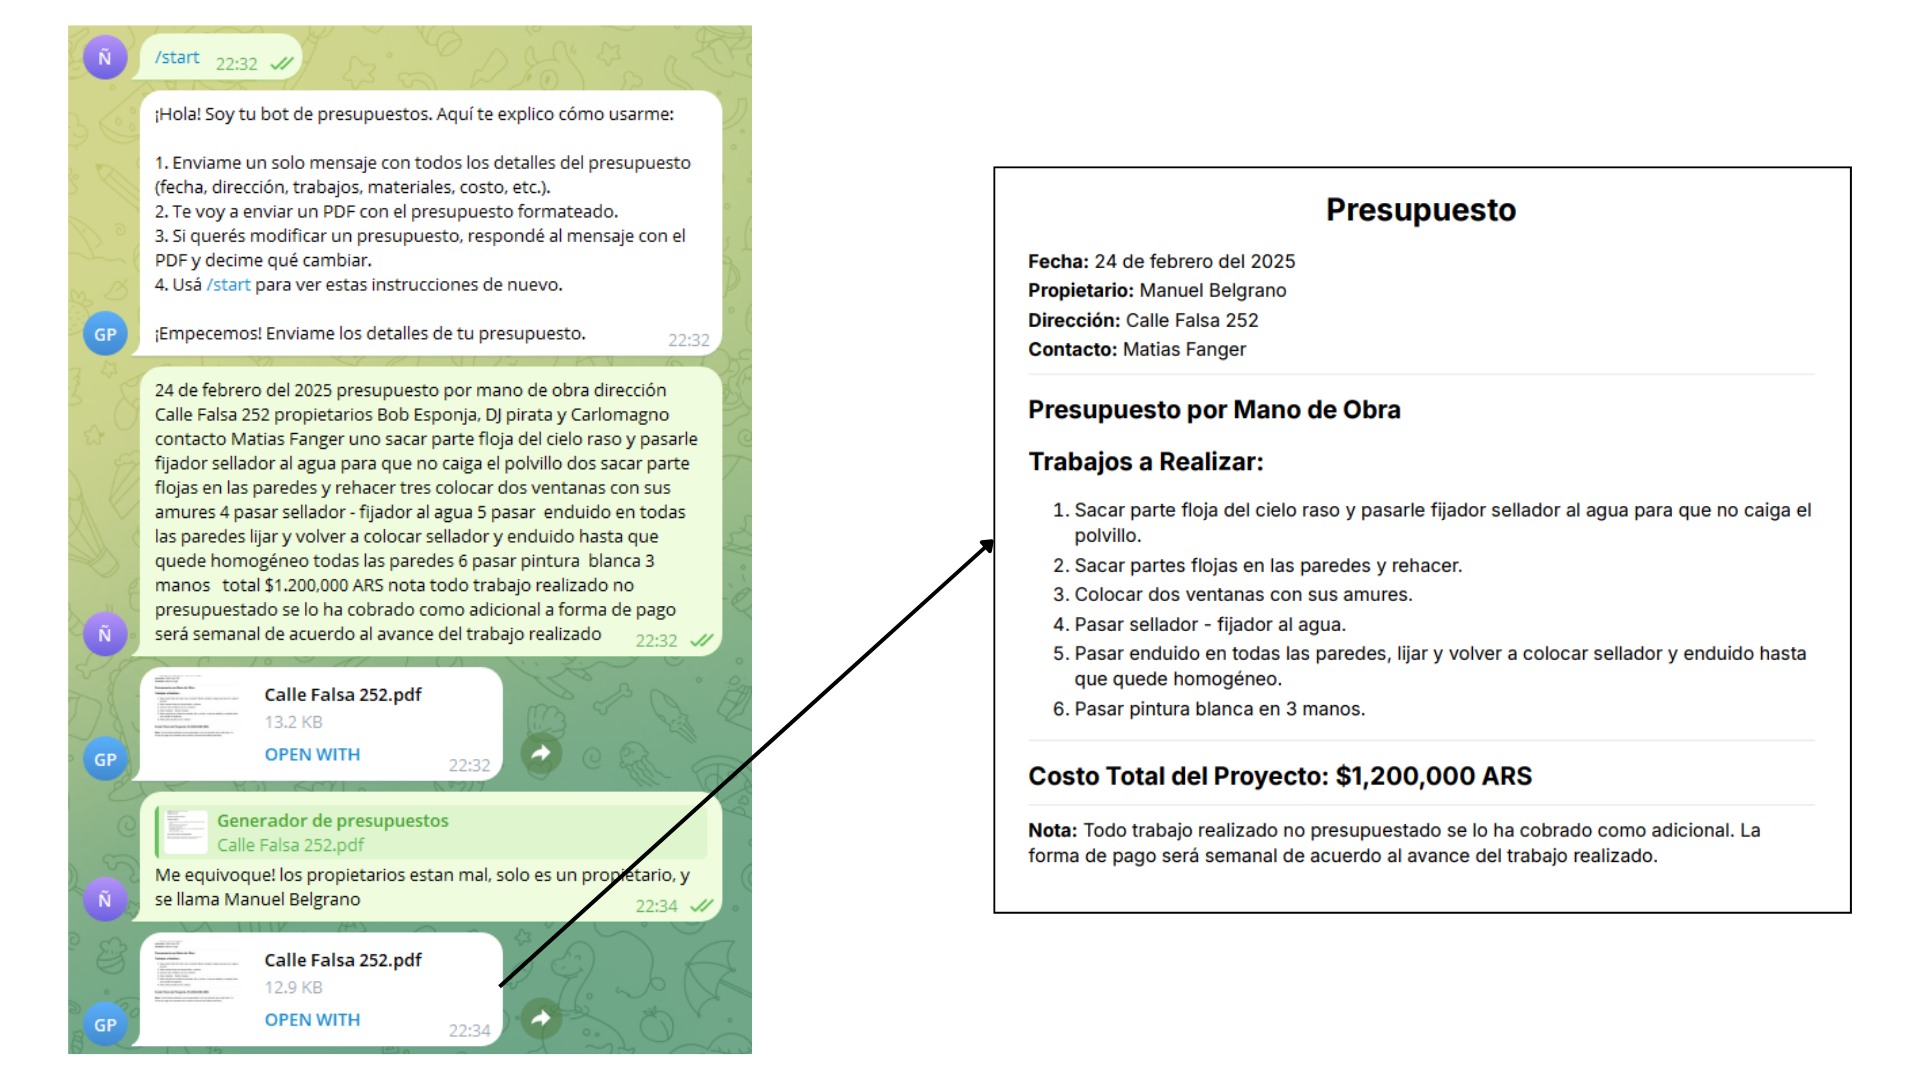 Ñ
/start 22:32
¡Hola! Soy tu bot de presupuestos. Aquí te explico cómo usarme:
1. Enviame un solo mensaje con todos los detalles del presupuesto
(fecha, dirección, trabajos, materiales, costo, etc.).
2. Te voy a enviar un PDF con el presupuesto formateado.
3. Si querés modificar un presupuesto, respondé al mensaje con el
PDF y decime qué cambiar.
4. Usá /start para ver estas instrucciones de nuevo.
¡Empecemos! Enviame los detalles de tu presupuesto.
22:32
GP
24 de febrero del 2025 presupuesto por mano de obra dirección
Calle Falsa 252 propietarios Bob Esponja, DJ pirata y Carlomagno
contacto Matias Fanger uno sacar parte floja del cielo raso y pasarle
fijador sellador al agua para que no caiga el polvillo dos sacar parte
flojas en las paredes y rehacer tres colocar dos ventanas con sus
amures 4 pasar sellador - fijador al agua 5 pasar  enduido en todas
las paredes lijar y volver a colocar sellador y enduido hasta que
quede homogéneo todas las paredes 6 pasar pintura  blanca 3
manos   total $1.200,000 ARS nota todo trabajo realizado no
presupuestado se lo ha cobrado como adicional a forma de pago
será semanal de acuerdo al avance del trabajo realizado
22:32
Ñ
Calle Falsa 252.pdf
13.2 KB
OPEN WITH
22:32
GP
Generador de presupuestos
Calle Falsa 252.pdf
Me equivoque! los propietarios estan mal, solo es un propietario, y
se llama Manuel Belgrano
22:34
Ñ
Calle Falsa 252.pdf
12.9 KB
OPEN WITH
22:34
GP
Presupuesto
Fecha: 24 de febrero del 2025
Propietario: Manuel Belgrano
Dirección: Calle Falsa 252
Contacto: Matias Fanger
Presupuesto por Mano de Obra
Trabajos a Realizar:
1. Sacar parte floja del cielo raso y pasarle fijador sellador al agua para que no caiga el
polvillo.
2. Sacar partes flojas en las paredes y rehacer.
3. Colocar dos ventanas con sus amures.
4. Pasar sellador - fijador al agua.
5. Pasar enduido en todas las paredes, lijar y volver a colocar sellador y enduido hasta
que quede homogéneo.
6. Pasar pintura blanca en 3 manos.
Costo Total del Proyecto: $1,200,000 ARS
Nota: Todo trabajo realizado no presupuestado se lo ha cobrado como adicional. La
forma de pago será semanal de acuerdo al avance del trabajo realizado.